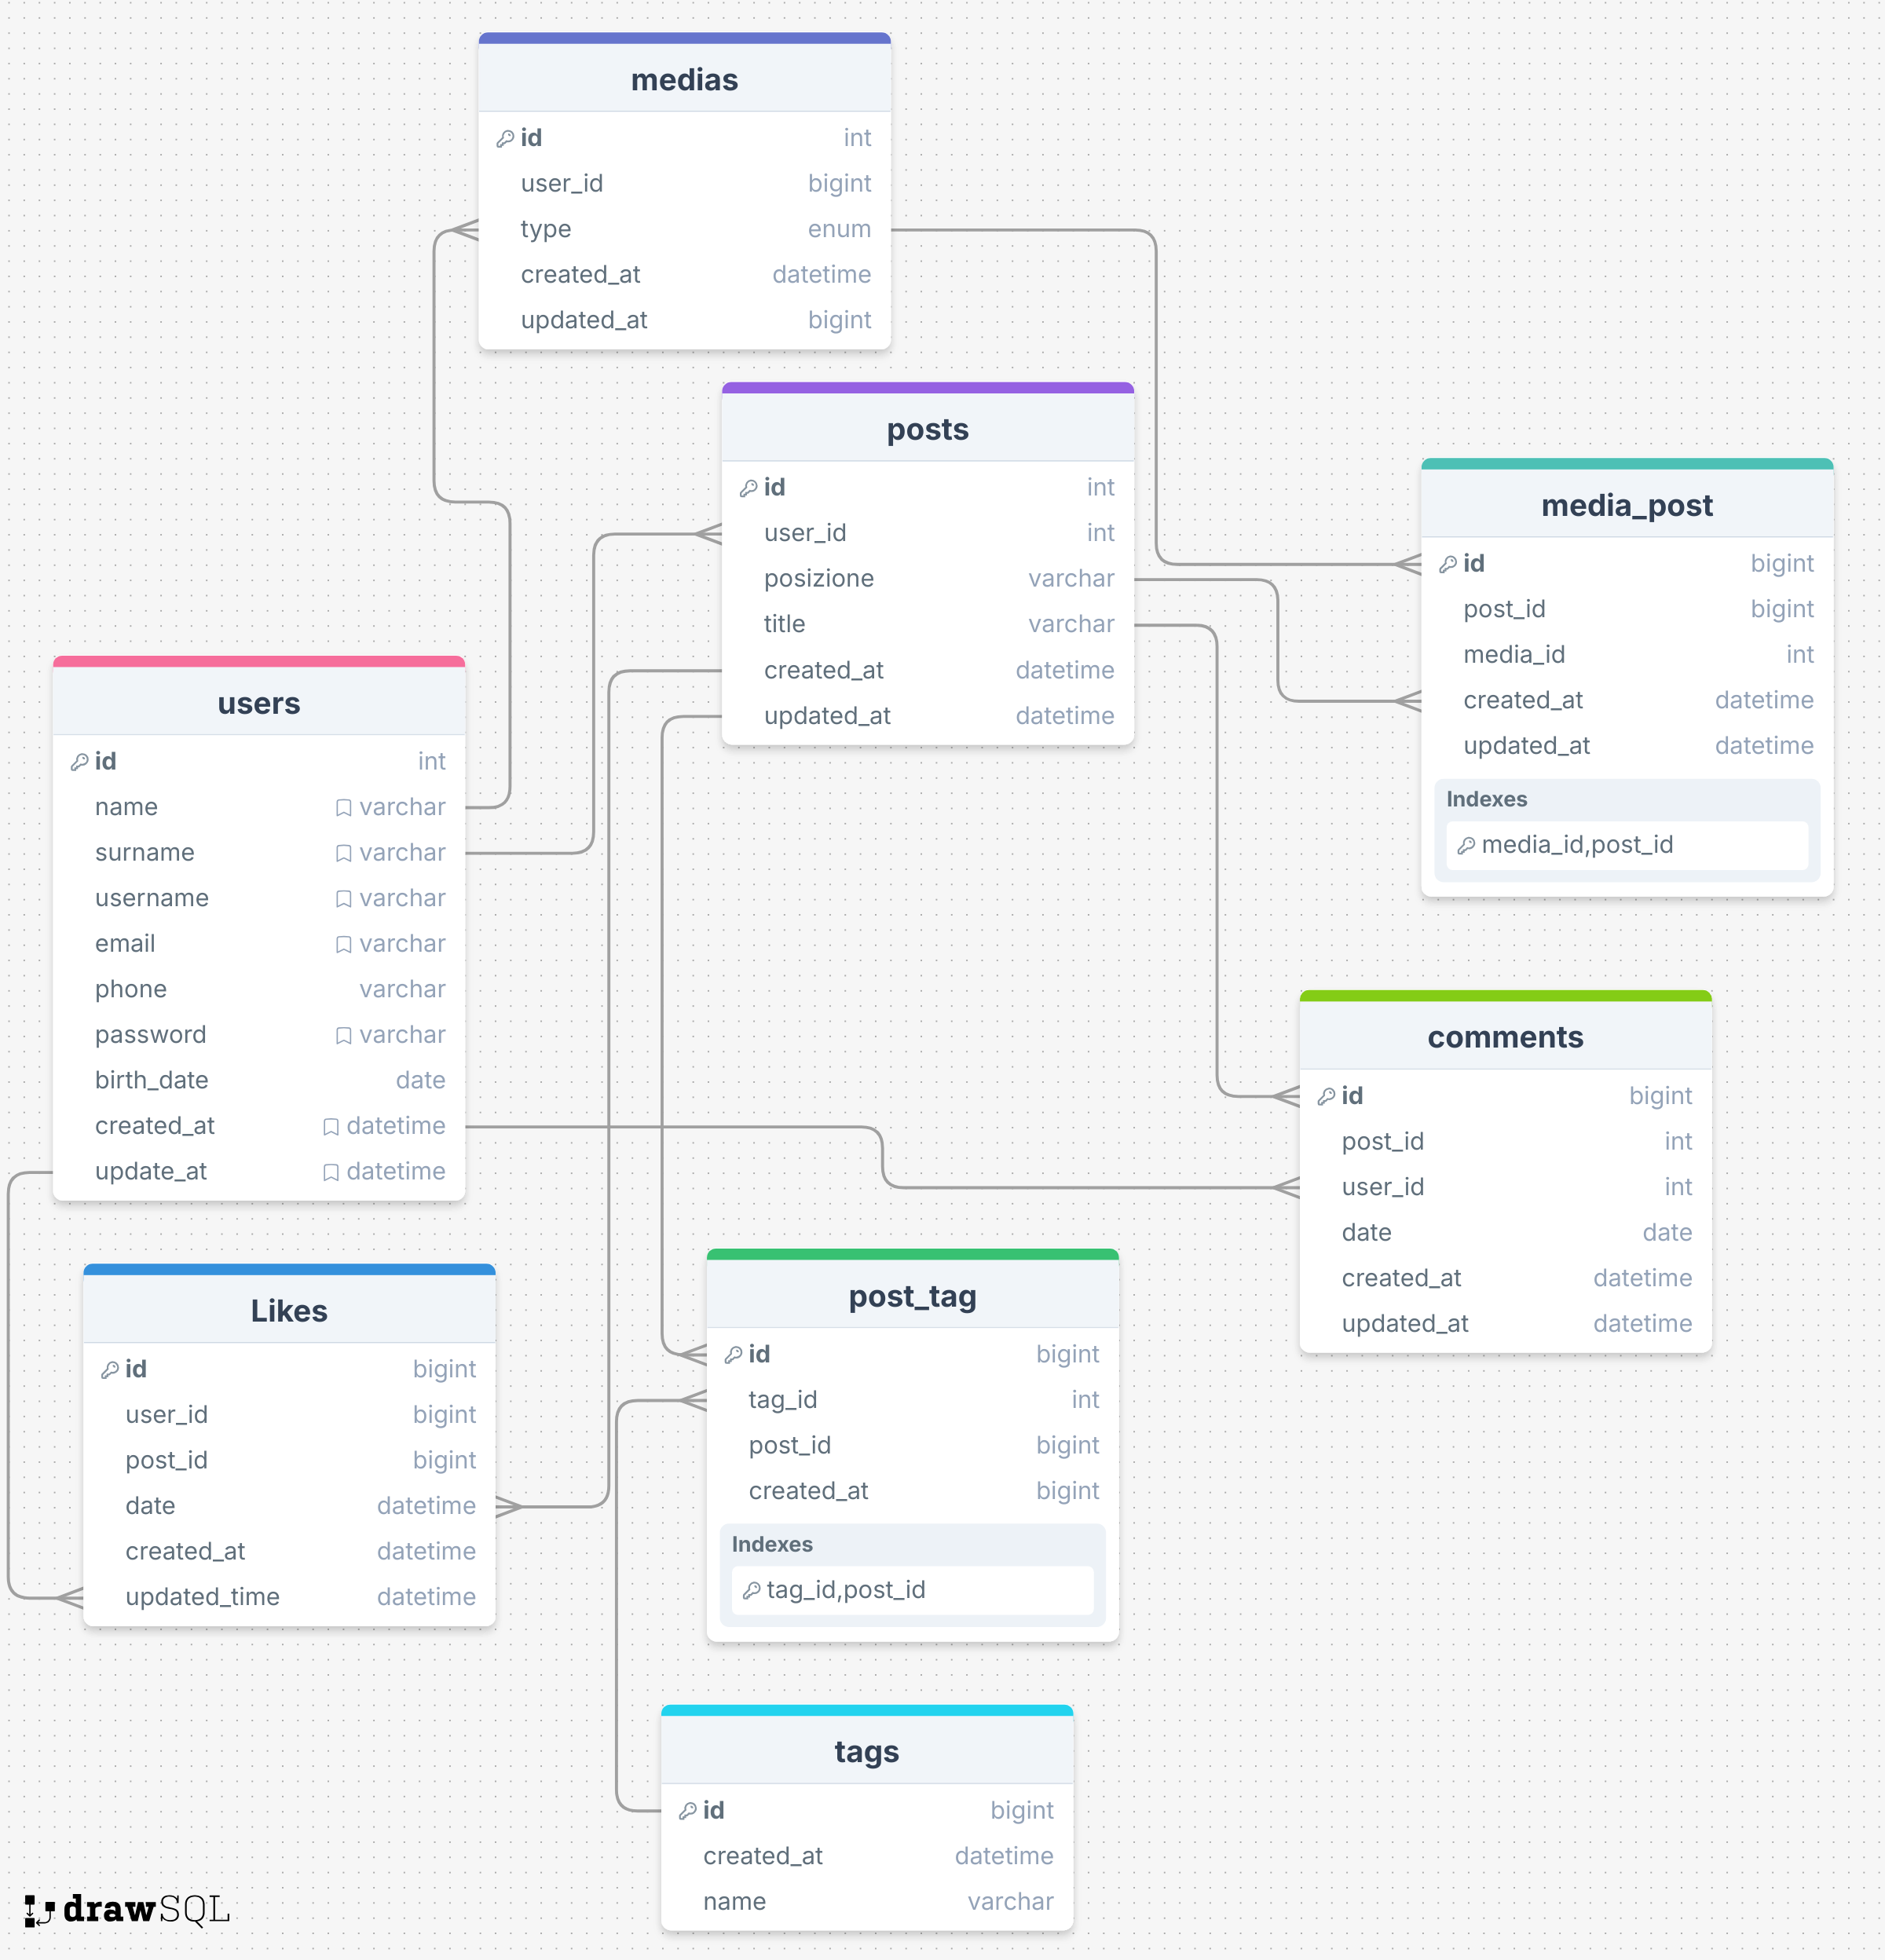 medias
id int
user_id bigint
type enum
created_at datetime
updated_at bigint
posts
id int
user_id int
posizione varchar
title varchar
created_at datetime
updated_at datetime
media_post
id bigint
post_id bigint
media_id int
created_at datetime
updated_at datetime
Indexes
media_id,post_id
users
id int
name varchar
surname varchar
username varchar
email varchar
phone varchar
password varchar
birth_date date
created_at datetime
update_at datetime
comments
id bigint
post_id int
user_id int
date date
created_at datetime
updated_at datetime
Likes
id bigint
user_id bigint
post_id bigint
date datetime
created_at datetime
updated_time datetime
post_tag
id bigint
tag_id int
post_id bigint
created_at bigint
Indexes
tag_id,post_id
tags
id bigint
created_at datetime
name varchar
drawSQL